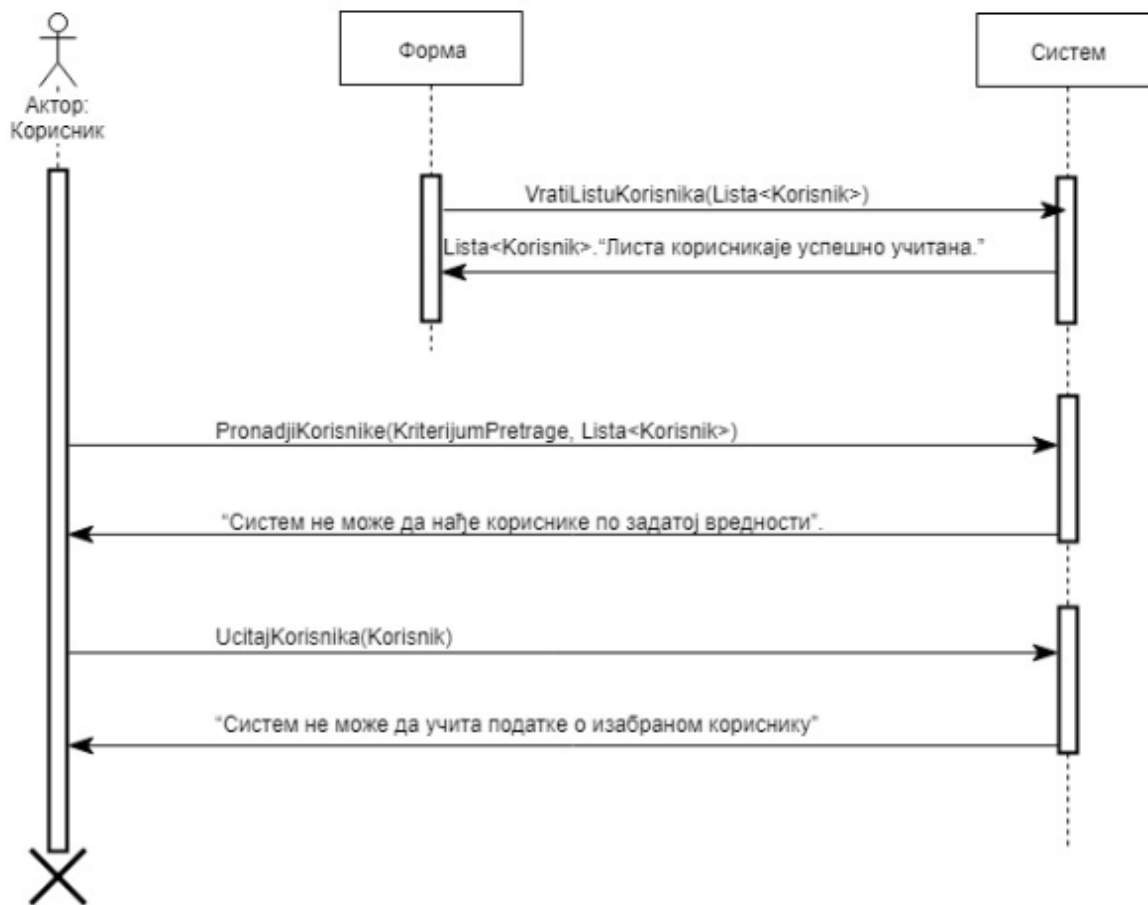 Форма
Систем
Актор:
Корисник
VratiListuKorisnika(Lista<Korisnik>)
Lista<Korisnik>.“Листа корисникаје успешно учитана.”
PronadjiKorisnike(KriterijumPretrage, Lista<Korisnik>)
“Систем не може да нађе кориснике по задатој вредности”.
UcitajKorisnika(Korisnik)
“Систем не може да учита податке о изабраном кориснику”